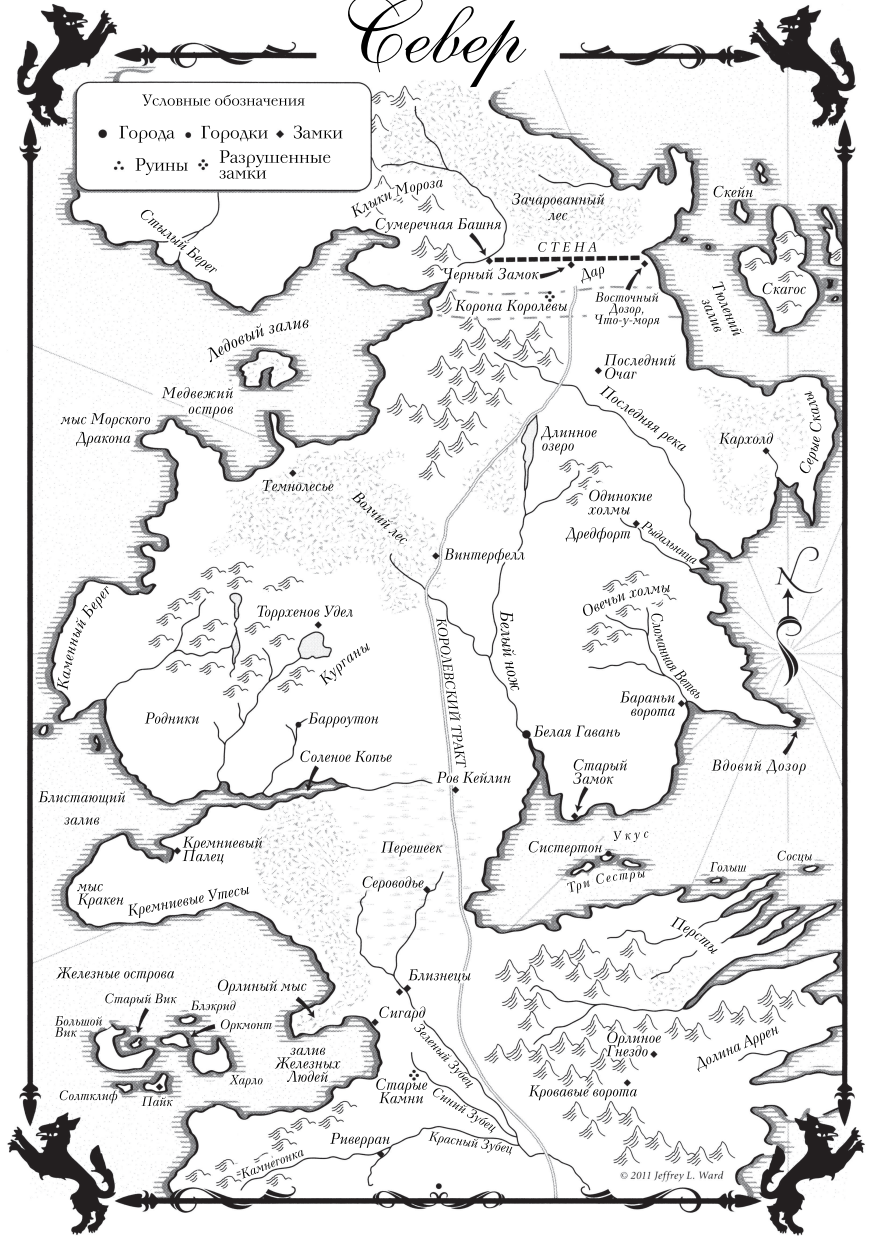 Север
Условные обозначения
Города Городки Замки
Руины Разрушенные
замки
Клыки Мороза
Зачарованный
лес
Скейн
Стылый Берег
Сумеречная Башня
СТЕНА
Черный Замок
Дар
Скагос
Корона Королевы
Восточный
Дозор,
Что-у-моря
Тюлений
залив
Ледовый залив
Последний
Очаг
Медвежий
остров
мыс Морского
Дракона
Последняя река
Длинное
озеро
Кархолд
Серые Скалы
Темнолесье
Волчий лес
Одинокие
холмы
Дредфорт
Рыдальница
Винтерфелл
Каменный Берег
Торрхенов Удел
Овечьи холмы
КОРОЛЕВСКИЙ ТРАКТ
Белый нож
Сломанная Ветвь
Курганы
Родники
Барроутон
Бараньи
ворота
Белая Гавань
Соленое Копье
Старый
Замок
Вдовий Дозор
Ров Кейлин
Блистающий
залив
Укус
Кремниевый
Палец
Перешеек
Систертон
Три Сестры
Голыш
Сосцы
мыс
Кракен
Кремниевые Утесы
Сероводье
Персты
Железные острова
Орлиный мыс
Близнецы
Старый Вик
Блэкрид
Большой
Вик
Оркмонт
Сигард
залив
Железных
Людей
Зеленый Зубец
Орлиное
Гнездо
Долина Аррен
Харло
Солтклиф
Пайк
Старые
Камни
Синий Зубец
Кровавые ворота
Риверран
Красный Зубец
Камнегонка
© 2011 Jeffrey L. Ward